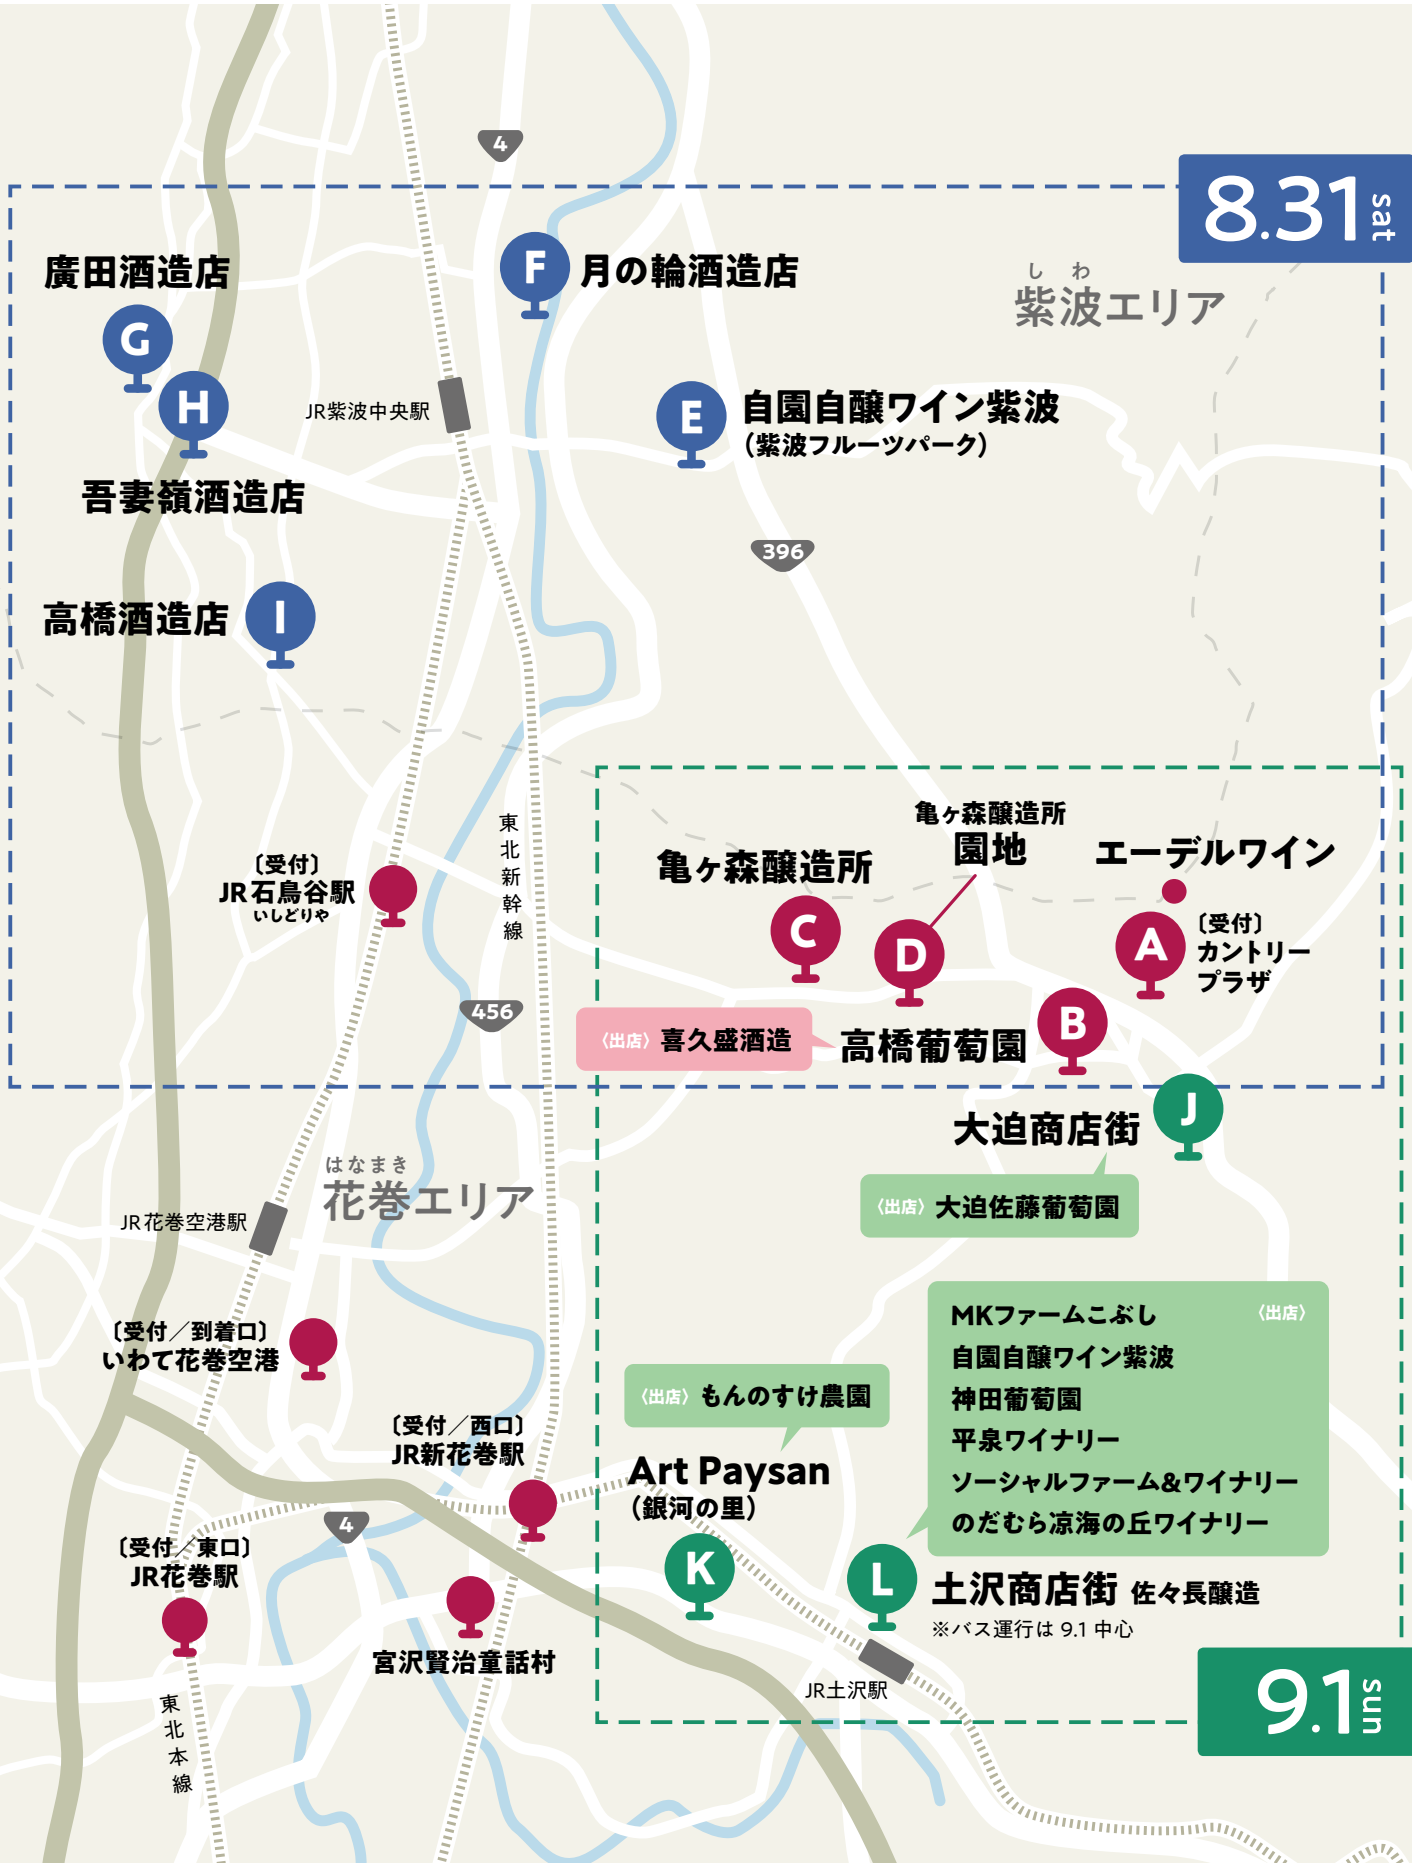 4
8.31 sat
廣田酒造店
F
月の輪酒造店
しわ
紫波エリア
G
H
JR紫波中央駅
E
自園自醸ワイン紫波
（紫波フルーツパーク）
吾妻嶺酒造店
396
高橋酒造店
I
東北新幹線
亀ヶ森醸造所
園地
亀ヶ森醸造所
エーデルワイン
〔受付〕
JR石鳥谷駅
いしどりや
C
D
A
〔受付〕
カントリー
プラザ
456
〈出店〉喜久盛酒造
高橋葡萄園
B
大迫商店街
J
はなまき
花巻エリア
〈出店〉大迫佐藤葡萄園
JR花巻空港駅
MKファームこぶし 〈出店〉
自園自醸ワイン紫波
神田葡萄園
平泉ワイナリー
ソーシャルファーム&ワイナリー
のだむら涼海の丘ワイナリー
〔受付／到着口〕
いわて花巻空港
〈出店〉もんのすけ農園
〔受付／西口〕
JR新花巻駅
Art Paysan
（銀河の里）
4
〔受付／東口〕
JR花巻駅
K
L
土沢商店街 佐々長醸造
※バス運行は 9.1 中心
宮沢賢治童話村
JR土沢駅
東北本線
9.1 sun